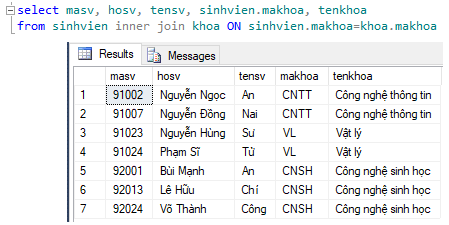 select masv, hosv, tensv, sinhvien.makhoa, tenkhoa
from sinhvien inner join khoa ON sinhvien.makhoa=khoa.makhoa
Results Messages
masv hosv tensv makhoa tenkhoa
1 91002 Nguyễn Ngọc An CNTT Công nghệ thông tin
2 91007 Nguyễn Đông Nai CNTT Công nghệ thông tin
3 91023 Nguyễn Hùng Sư VL Vật lý
4 91024 Phạm Sĩ Tử VL Vật lý
5 92001 Bùi Mạnh An CNSH Công nghệ sinh học
6 92013 Lê Hữu Chí CNSH Công nghệ sinh học
7 92024 Võ Thành Công CNSH Công nghệ sinh học